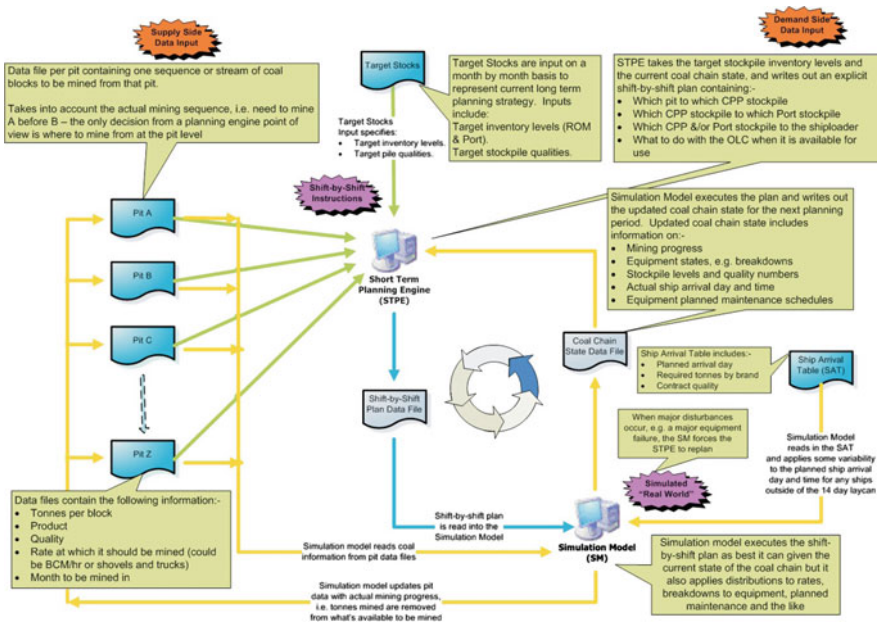 Supply Side
Data Input
Demand Side
Data Input
Data file per pit containing one sequence or stream of coal
blocks to be mined from that pit.
Takes into account the actual mining sequence, i.e. need to mine
A before B – the only decision from a planning engine point of
view is where to mine from at the pit level
Target Stocks
Target Stocks are input on a
month by month basis to
represent current long term
planning strategy. Inputs
include:
Target inventory levels (ROM
& Port).
Target stockpile qualities.
STPE takes the target stockpile inventory levels and
the current coal chain state, and writes out an explicit
shift-by-shift plan containing:-
• Which pit to which CPP stockpile
• Which CPP stockpile to which Port stockpile
• Which CPP &/or Port stockpile to the shiploader
• What to do with the OLC when it is available for
use
Target Stocks
Input specifies:
• Target inventory levels.
• Target pile qualities.
Shift-by-Shift
Instructions
Simulation Model executes the plan and writes out
the updated coal chain state for the next planning
period. Updated coal chain state includes
information on:-
• Mining progress
• Equipment states, e.g. breakdowns
• Stockpile levels and quality numbers
• Actual ship arrival day and time
• Equipment planned maintenance schedules
Pit A
Pit B
Pit C
Pit Z
Short Term
Planning Engine
(STPE)
Coal Chain
State Data File
Ship Arrival Table includes:-
• Planned arrival day
• Required tonnes by brand
• Contract quality
Ship Arrival
Table (SAT)
Shift-by-Shift
Plan Data File
When major disturbances
occur, e.g. a major equipment
failure, the SM forces the
STPE to replan
Simulation Model
reads in the SAT
and applies some variability
to the planned ship arrival
day and time for any ships
outside of the 14 day laycan
Simulated
"Real World"
Data files contain the following information:-
• Tonnes per block
• Product
• Quality
• Rate at which it should be mined (could
be BCM/hr or shovels and trucks)
• Month to be mined in
Shift-by-shift plan
is read into the
Simulation Model
Simulation Model
(SM)
Simulation model reads coal
information from pit data files
Simulation model executes the shift-
by-shift plan as best it can given the
current state of the coal chain but it
also applies distributions to rates,
breakdowns to equipment, planned
maintenance and the like
Simulation model updates pit
data with actual mining progress,
i.e. tonnes mined are removed
from what's available to be mined